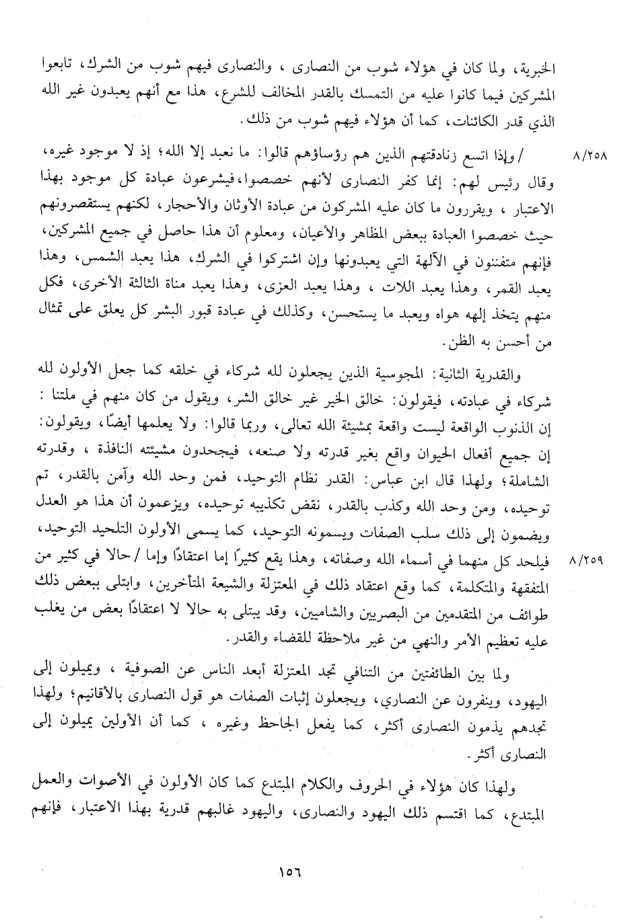 الخبرية، ولما كان في هؤلاء شوب من النصارى ، والنصارى فيهم شوب من الشرك، تابعوا
المشركين فيما كانوا عليه من التمسك بالقدر المخالف للشرع، هذا مع أنهم يعبدون غير الله
الذي قدر الكائنات، كما أن هؤلاء فيهم شوب من ذلك.
٨/٢٥٨ /وإذا اتسع زنادقتهم الذين هم رؤساؤهم قالوا: ما نعبد إلا الله؛ إذ لا موجود غيره،
وقال رئيس لهم: إنما كفر النصارى لأنهم خصصوا،فيشرعون عبادة كل موجود بهذا
الاعتبار ، ويقررون ما كان عليه المشركون من عبادة الأوثان والأحجار، لكنهم يستقصرونهم
حيث خصصوا العبادة ببعض المظاهر والأعيان، ومعلوم أن هذا حاصل في جميع المشركين،
فإنهم متفننون في الآلهة التي يعبدونها وإن اشتركوا في الشرك، هذا يعبد الشمس، وهذا
يعبد القمر، وهذا يعبد اللات ، وهذا يعبد العزى، وهذا يعبد مناة الثالثة الأخرى، فكل
منهم يتخذ إلهه هواه ويعبد ما يستحسن، وكذلك في عبادة قبور البشر كل يعلق على تمثال
من أحسن به الظن.
والقدرية الثانية: المجوسية الذين يجعلون لله شركاء في خلقه كما جعل الأولون لله
شركاء في عبادته، فيقولون: خالق الخير غير خالق الشر، ويقول من كان منهم في ملتنا :
إن الذنوب الواقعة ليست واقعة بمشيئة الله تعالى، وربما قالوا: ولا يعلمها أيضًا، ويقولون:
إن جميع أفعال الحيوان واقع بغير قدرته ولا صنعه، فيجحدون مشيئته النافذة ، وقدرته
الشاملة؛ ولهذا قال ابن عباس: القدر نظام التوحيد، فمن وحد الله وآمن بالقدر، تم
توحيده، ومن وحد الله وكذب بالقدر، نقض تكذيبه توحيده، ويزعمون أن هذا هو العدل
ويضمون إلى ذلك سلب الصفات ويسمونه التوحيد، كما يسمى الأولون التلحيد التوحيد،
٨/٢٥٩ فيلحد كل منهما في أسماء الله وصفاته، وهذا يقع كثيرًا إما اعتقادًا وإما /حالا في كثير من
المتفقهة والمتكلمة، كما وقع اعتقاد ذلك في المعتزلة والشيعة المتأخرين، وابتلى ببعض ذلك
طوائف من المتقدمين من البصريين والشاميين، وقد يبتلى به حالا لا اعتقادًا بعض من يغلب
عليه تعظيم الأمر والنهي من غير ملاحظة للقضاء والقدر.
ولما بين الطائفتين من التنافي تجد المعتزلة أبعد الناس عن الصوفية ، ويميلون إلى
اليهود، وينفرون عن النصاري، ويجعلون إثبات الصفات هو قول النصارى بالأقانيم؛ ولهذا
تجدهم يذمون النصارى أكثر، كما يفعل الجاحظ وغيره ، كما أن الأولين يميلون إلى
النصارى أكثر.
ولهذا كان هؤلاء في الحروف والكلام المبتدع كما كان الأولون في الأصوات والعمل
المبتدع، كما اقتسم ذلك اليهود والنصارى، واليهود غالبهم قدرية بهذا الاعتبار، فإنهم
١٥٦